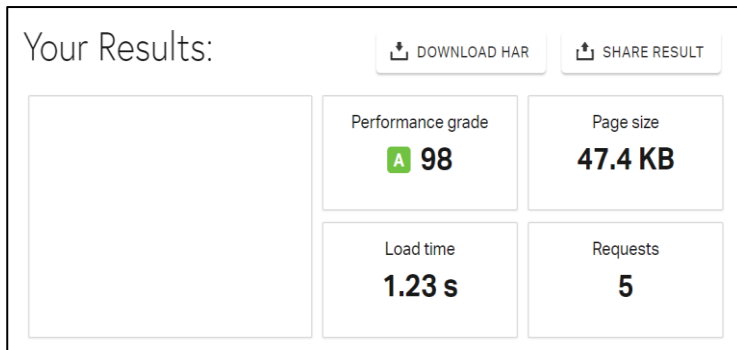 Your Results:
DOWNLOAD HAR
SHARE RESULT
Performance grade
A 98
Page size
47.4 KB
Load time
1.23 s
Requests
5